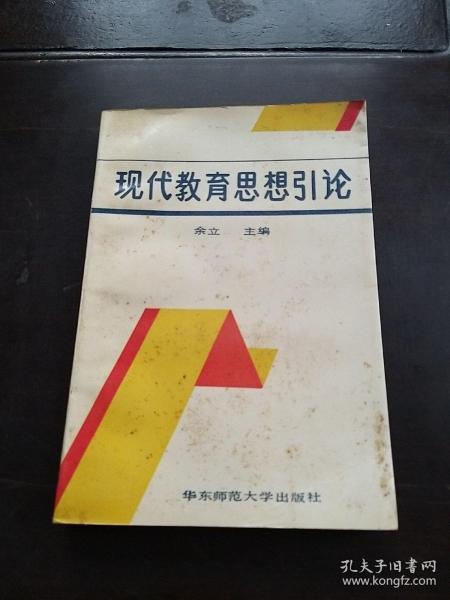 现代教育思想引论
余立 主编
华东师范大学出版社
孔夫子旧书网
www.kongfz.com